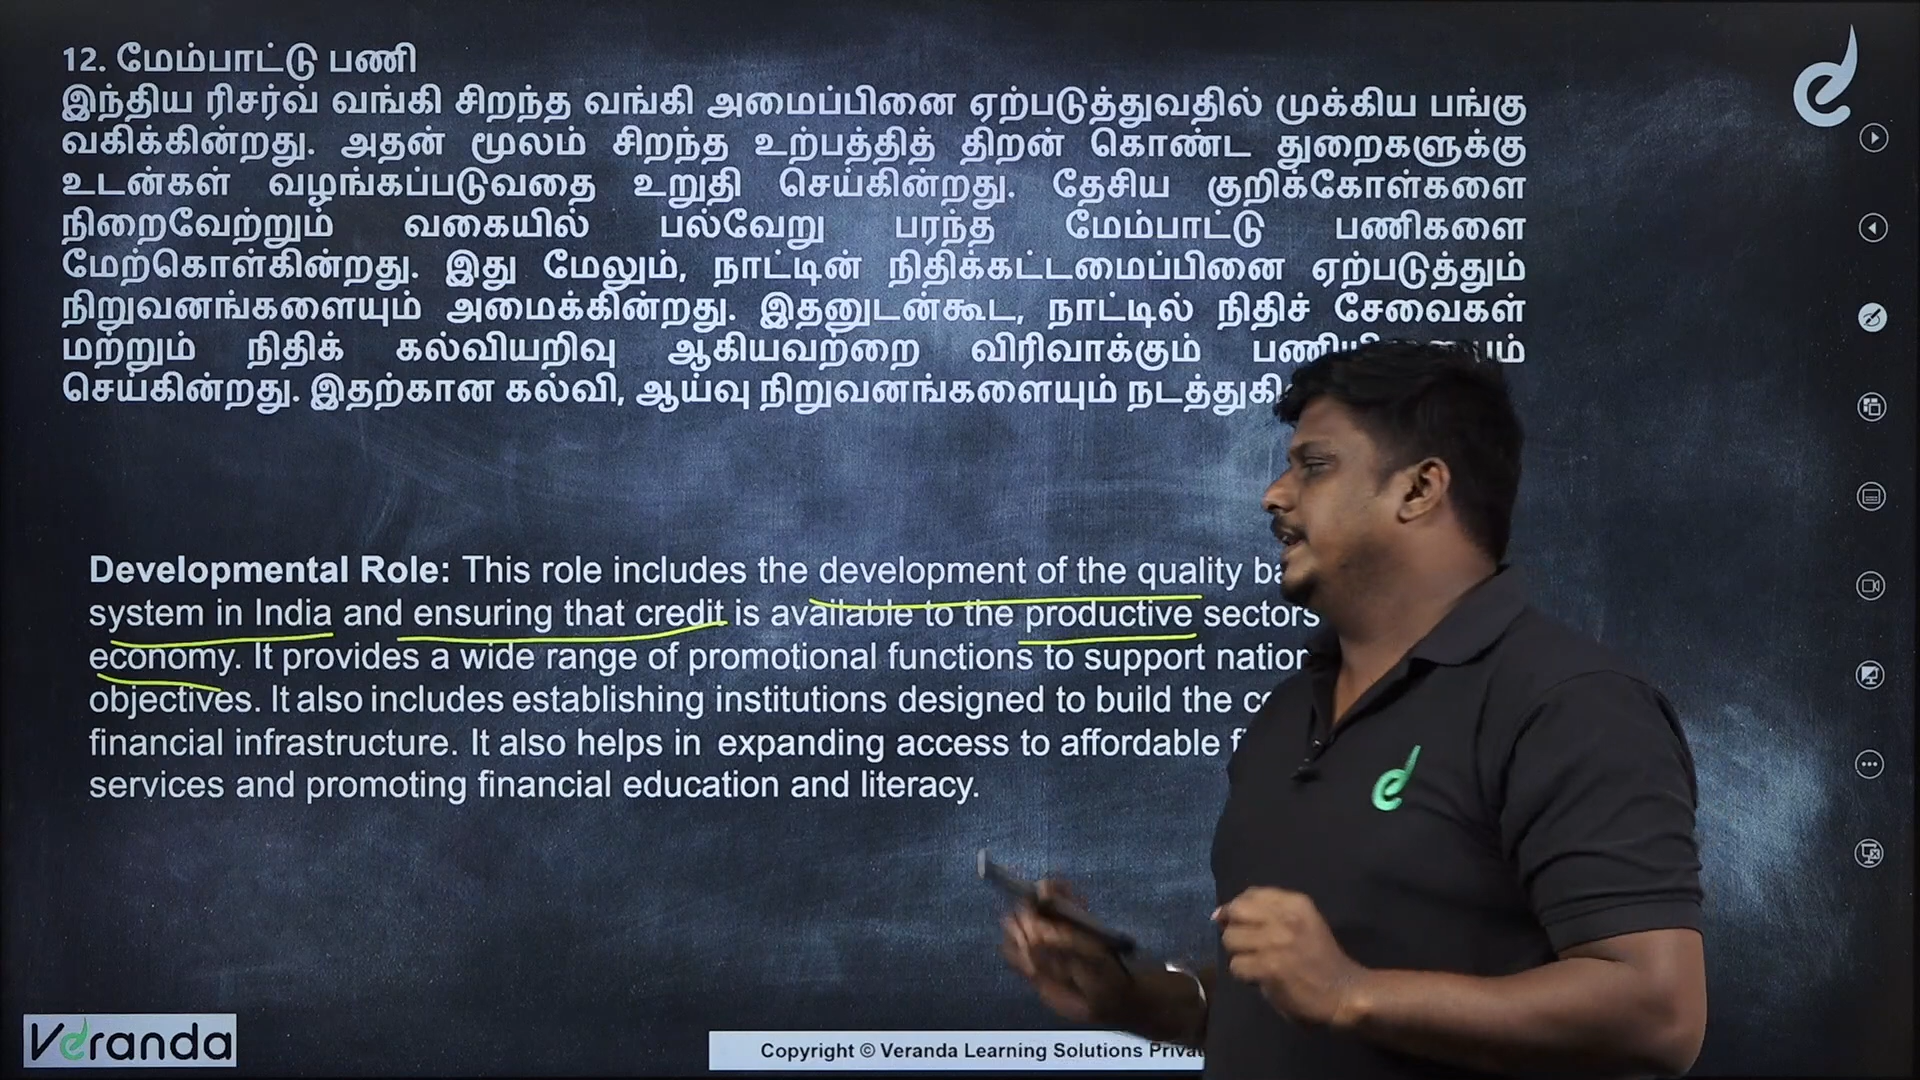 12. மேம்பாட்டு பணி
இந்திய ரிசர்வ் வங்கி சிறந்த வங்கி அமைப்பினை ஏற்படுத்துவதில் முக்கிய பங்கு
வகிக்கின்றது. அதன் மூலம் சிறந்த உற்பத்தித் திறன் கொண்ட துறைகளுக்கு
உடன்கள் வழங்கப்படுவதை உறுதி செய்கின்றது. தேசிய குறிக்கோள்களை
நிறைவேற்றும் வகையில் பல்வேறு பரந்த மேம்பாட்டு பணிகளை
மேற்கொள்கின்றது. இது மேலும், நாட்டின் நிதிக்கட்டமைப்பினை ஏற்படுத்தும்
நிறுவனங்களையும் அமைக்கின்றது. இதனுடன்கூட, நாட்டில் நிதிச் சேவைகள்
மற்றும் நிதிக் கல்வியறிவு ஆகியவற்றை விரிவாக்கும்
செய்கின்றது. இதற்கான கல்வி, ஆய்வு நிறுவனங்களையும்
Developmental Role: This role includes the development of the quality
system in India and ensuring that credit is available to the productive sectors
economy. It provides a wide range of promotional functions to support
objectives. It also includes establishing institutions designed to build the
financial infrastructure. It also helps in expanding access to affordable
services and promoting financial education and literacy.
Veranda
Copyright © Veranda Learning Solutions